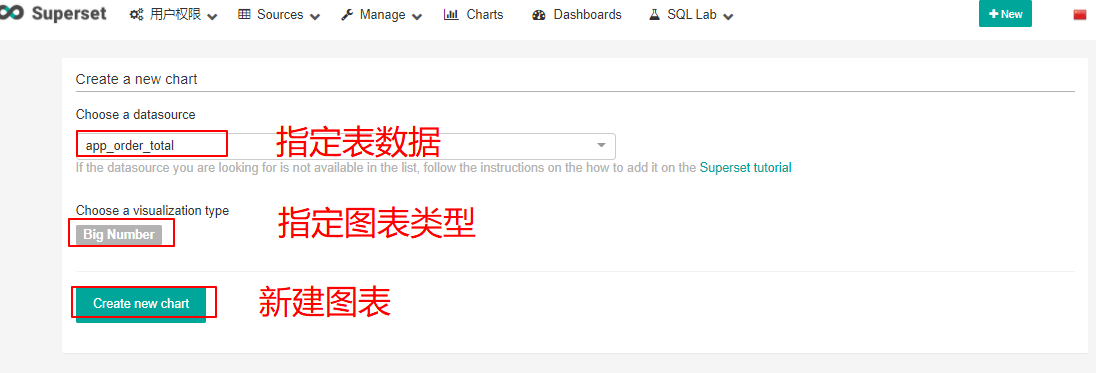 Superset 用户权限 Sources Manage Charts Dashboards SQL Lab New
Create a new chart
Choose a datasource
app_order_total 指定表数据
If the datasource you are looking for is not available in the list, follow the instructions on the how to add it on the Superset tutorial
Choose a visualization type 指定图表类型
Big Number
Create new chart 新建图表